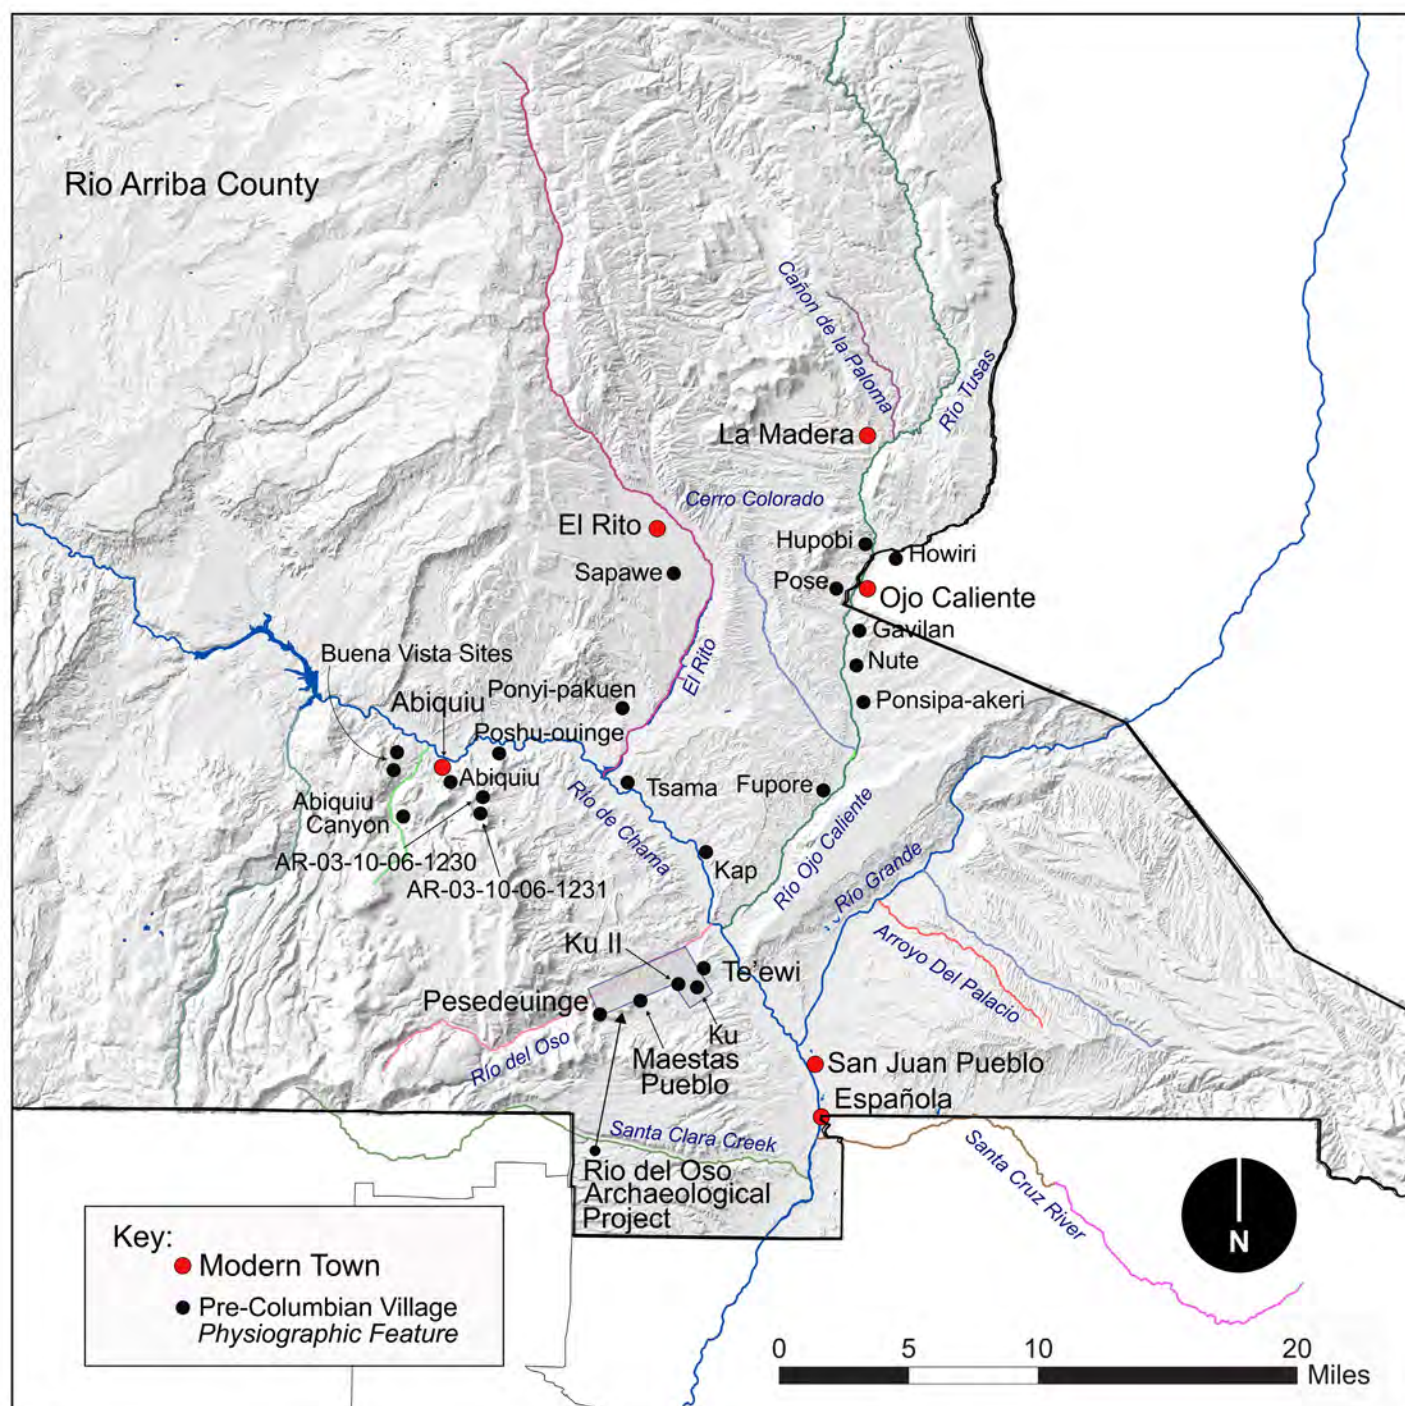 Rio Arriba County
Cañon de la Paloma
Rio Tusas
La Madera
Cerro Colorado
El Rito
Hupobi
Howiri
Sapawe
Pose
Ojo Caliente
Gavilan
Buena Vista Sites
Nute
El Rito
Ponyi-pakuen
Abiquiu
Ponsipa-akeri
Poshu-ouinge
Abiquiu
Tsama
Fupore
Abiquiu
Canyon
Rio de Chama
Rio Ojo Caliente
AR-03-10-06-1230
Kap
Rio Grande
AR-03-10-06-1231
Ku II
Arroyo Del Palacio
Te'ewi
Pesedeuinge
Ku
Rio del Oso
Maestas
Pueblo
San Juan Pueblo
Española
Santa Clara Creek
Santa Cruz River
Rio del Oso
Archaeological
Project
N
Key:
Modern Town
Pre-Columbian Village
Physiographic Feature
0 5 10 20
Miles